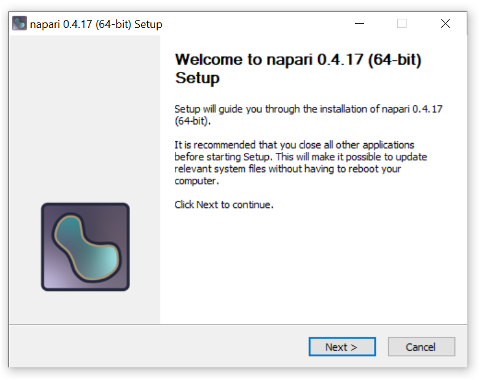 napari 0.4.17 (64-bit) Setup
Welcome to napari 0.4.17 (64-bit)
Setup
Setup will guide you through the installation of napari 0.4.17
(64-bit).
It is recommended that you close all other applications
before starting Setup. This will make it possible to update
relevant system files without having to reboot your
computer.
Click Next to continue.
Next >
Cancel